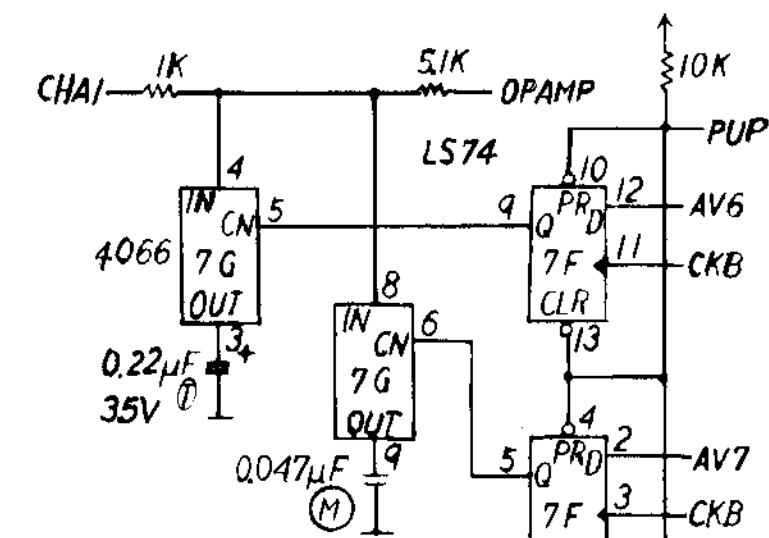 1K
5.1K
10K
CHA1
OPAMP
PUP
LS74
4
10
IN
PR
12
AV6
CN
5
9
Q
D
4066
7G
7F
11
CKB
8
OUT
CLR
IN
6
3
+
13
CN
0.22µF
T
35V
7G
4
OUT
PR
2
AV7
9
5
Q
D
0.047µF
M
7F
3
CKB